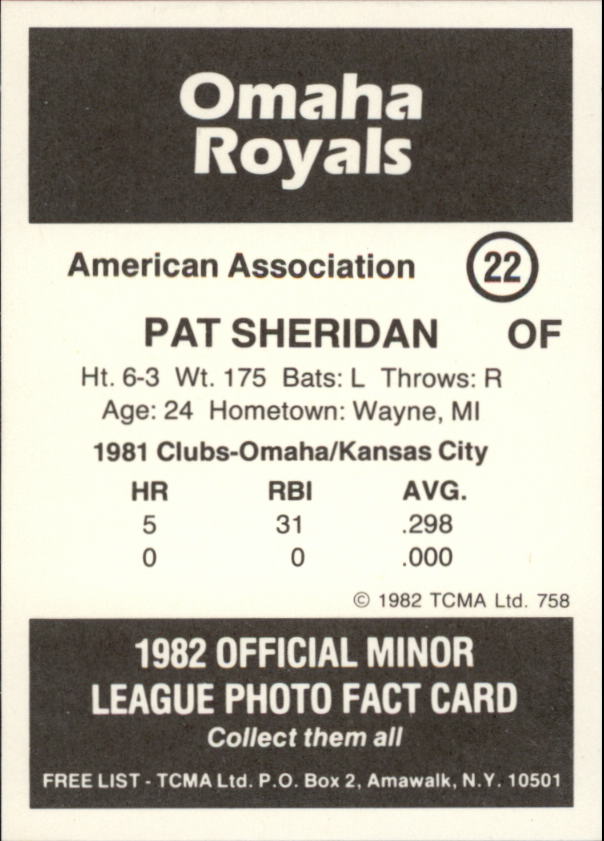 Omaha
Royals
American Association 22
PAT SHERIDAN OF
Ht. 6-3 Wt. 175 Bats: L Throws: R
Age: 24 Hometown: Wayne, MI
1981 Clubs-Omaha/Kansas City
HR RBI AVG.
5 31 .298
0 0 .000
© 1982 TCMA Ltd. 758
1982 OFFICIAL MINOR
LEAGUE PHOTO FACT CARD
Collect them all
FREE LIST - TCMA Ltd. P.O. Box 2, Amawalk, N.Y. 10501